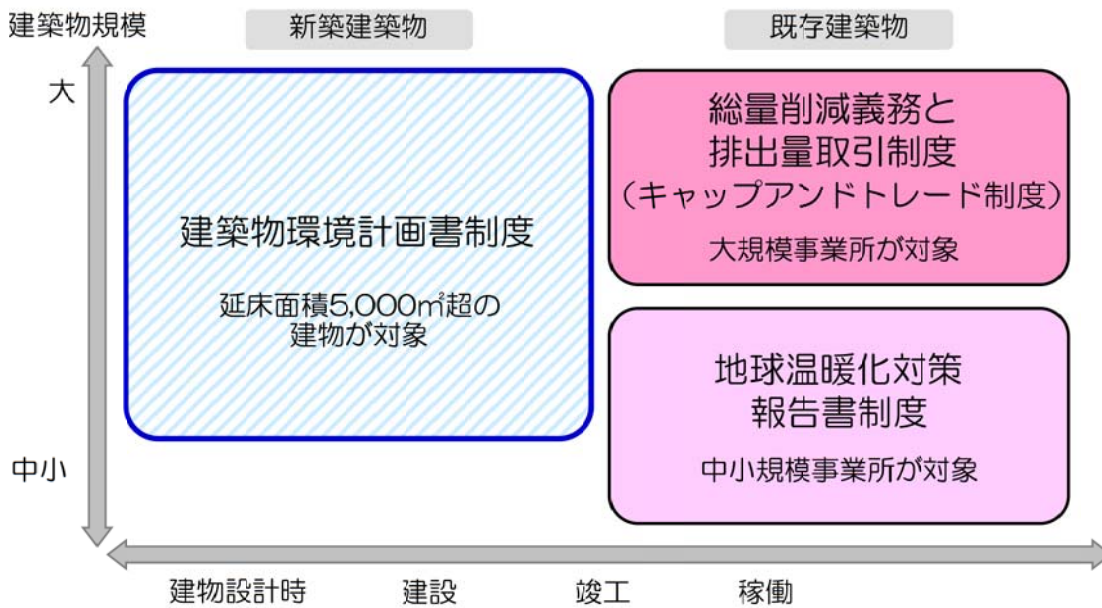 建築物規模
新築建築物
既存建築物
大
中小
建築物環境計画書制度
延床面積5,000㎡超の
建物が対象
総量削減義務と
排出量取引制度
(キャップアンドトレード制度)
大規模事業所が対象
地球温暖化対策
報告書制度
中小規模事業所が対象
建物設計時 建設 竣工 稼働